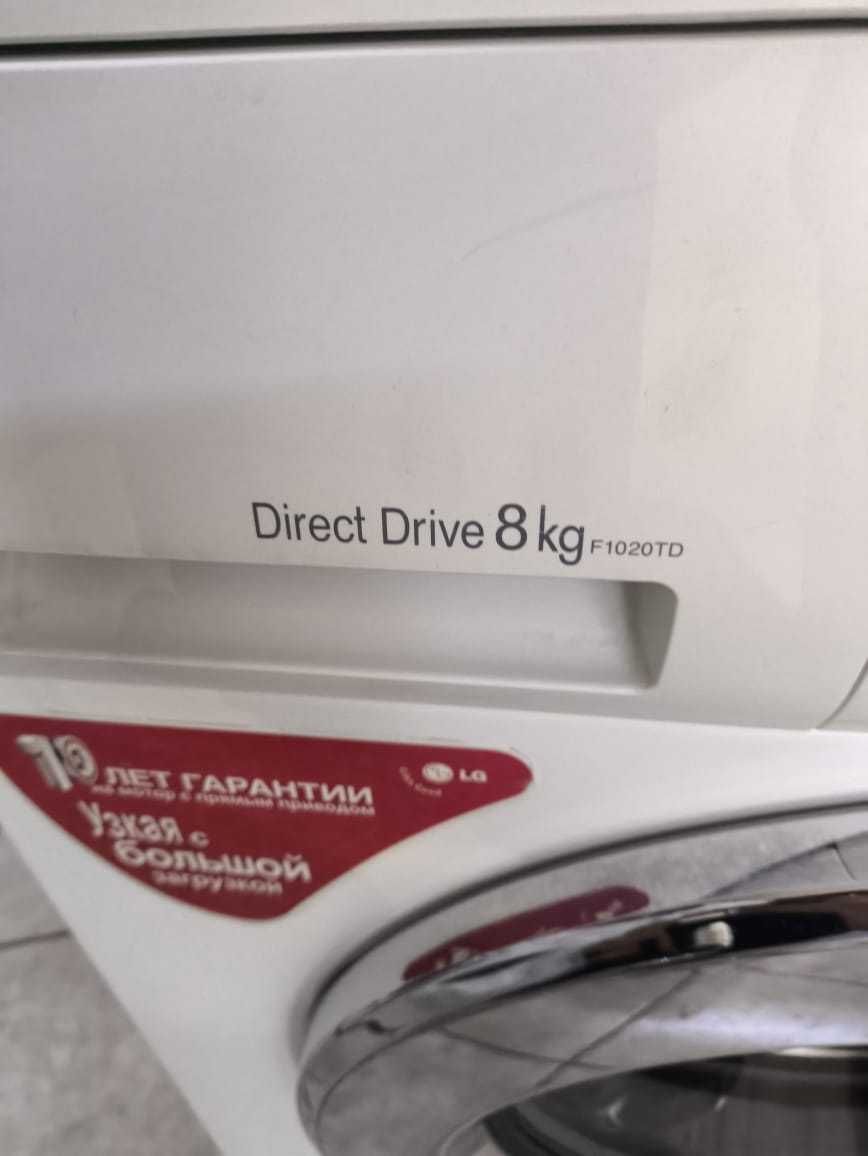 Direct Drive 8 kg F1020TD
10 ЛЕТ ГАРАНТИИ
на мотор с прямым приводом
LG
Узкая с
большой
загрузкой